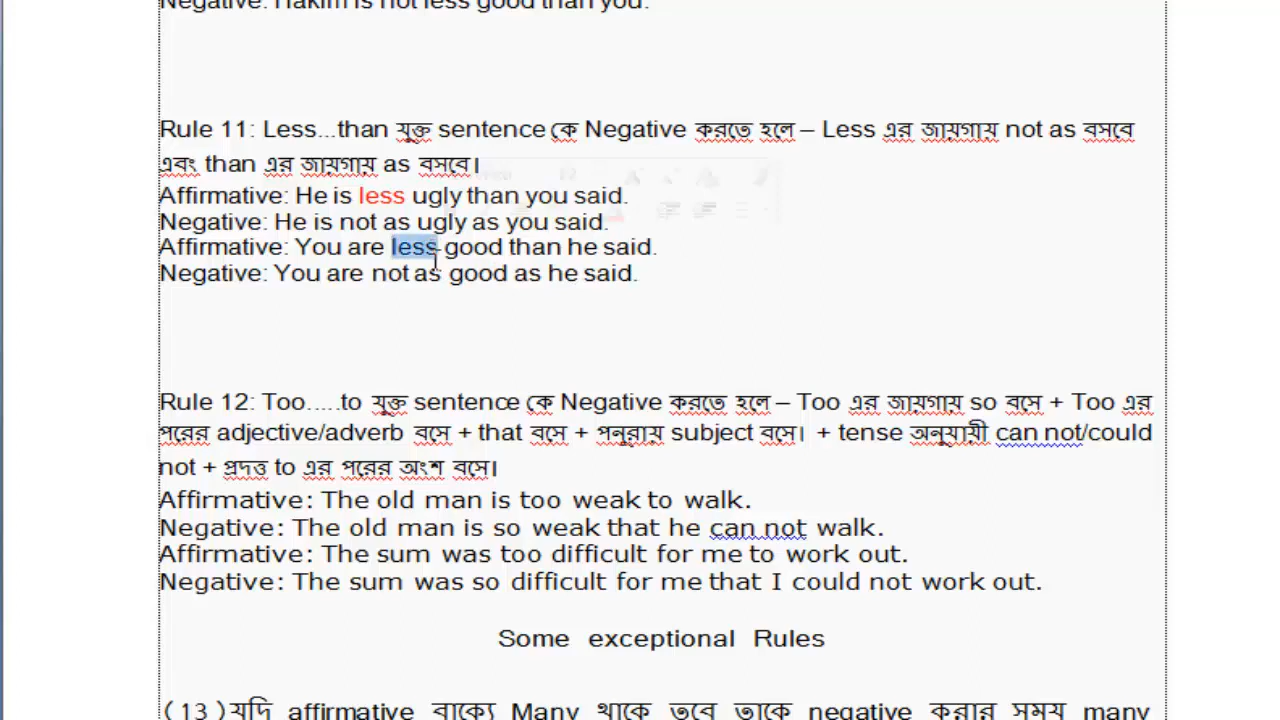 Negative: Hakim is not less good than you.
Rule 11: Less...than যুক্ত sentence কে Negative করতে হলে – Less এর জায়গায় not as বসবে
এবং than এর জায়গায় as বসবে।
Affirmative: He is less ugly than you said.
Negative: He is not as ugly as you said.
Affirmative: You are less good than he said.
Negative: You are not as good as he said.
Rule 12: Too.....to যুক্ত sentence কে Negative করতে হলে – Too এর জায়গায় so বসে + Too এর
পরের adjective/adverb বসে + that বসে + পনুরায় subject বসে। + tense অনুযায়ী can not/could
not + প্রদত্ত to এর পরের অংশ বসে।
Affirmative: The old man is too weak to walk.
Negative: The old man is so weak that he can not walk.
Affirmative: The sum was too difficult for me to work out.
Negative: The sum was so difficult for me that I could not work out.
Some exceptional Rules
(13)যদি affirmative বাক্যে Many থাকে তবে তাকে negative করার সময় many